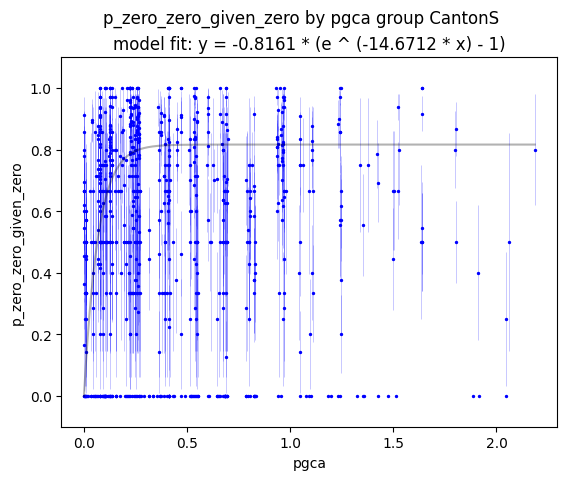 p_zero_zero_given_zero by pgca group CantonS
model fit: y = -0.8161 * (e ^ (-14.6712 * x) - 1)
p_zero_zero_given_zero
1.0
0.8
0.6
0.4
0.2
0.0
0.0 0.5 1.0 1.5 2.0
pgca